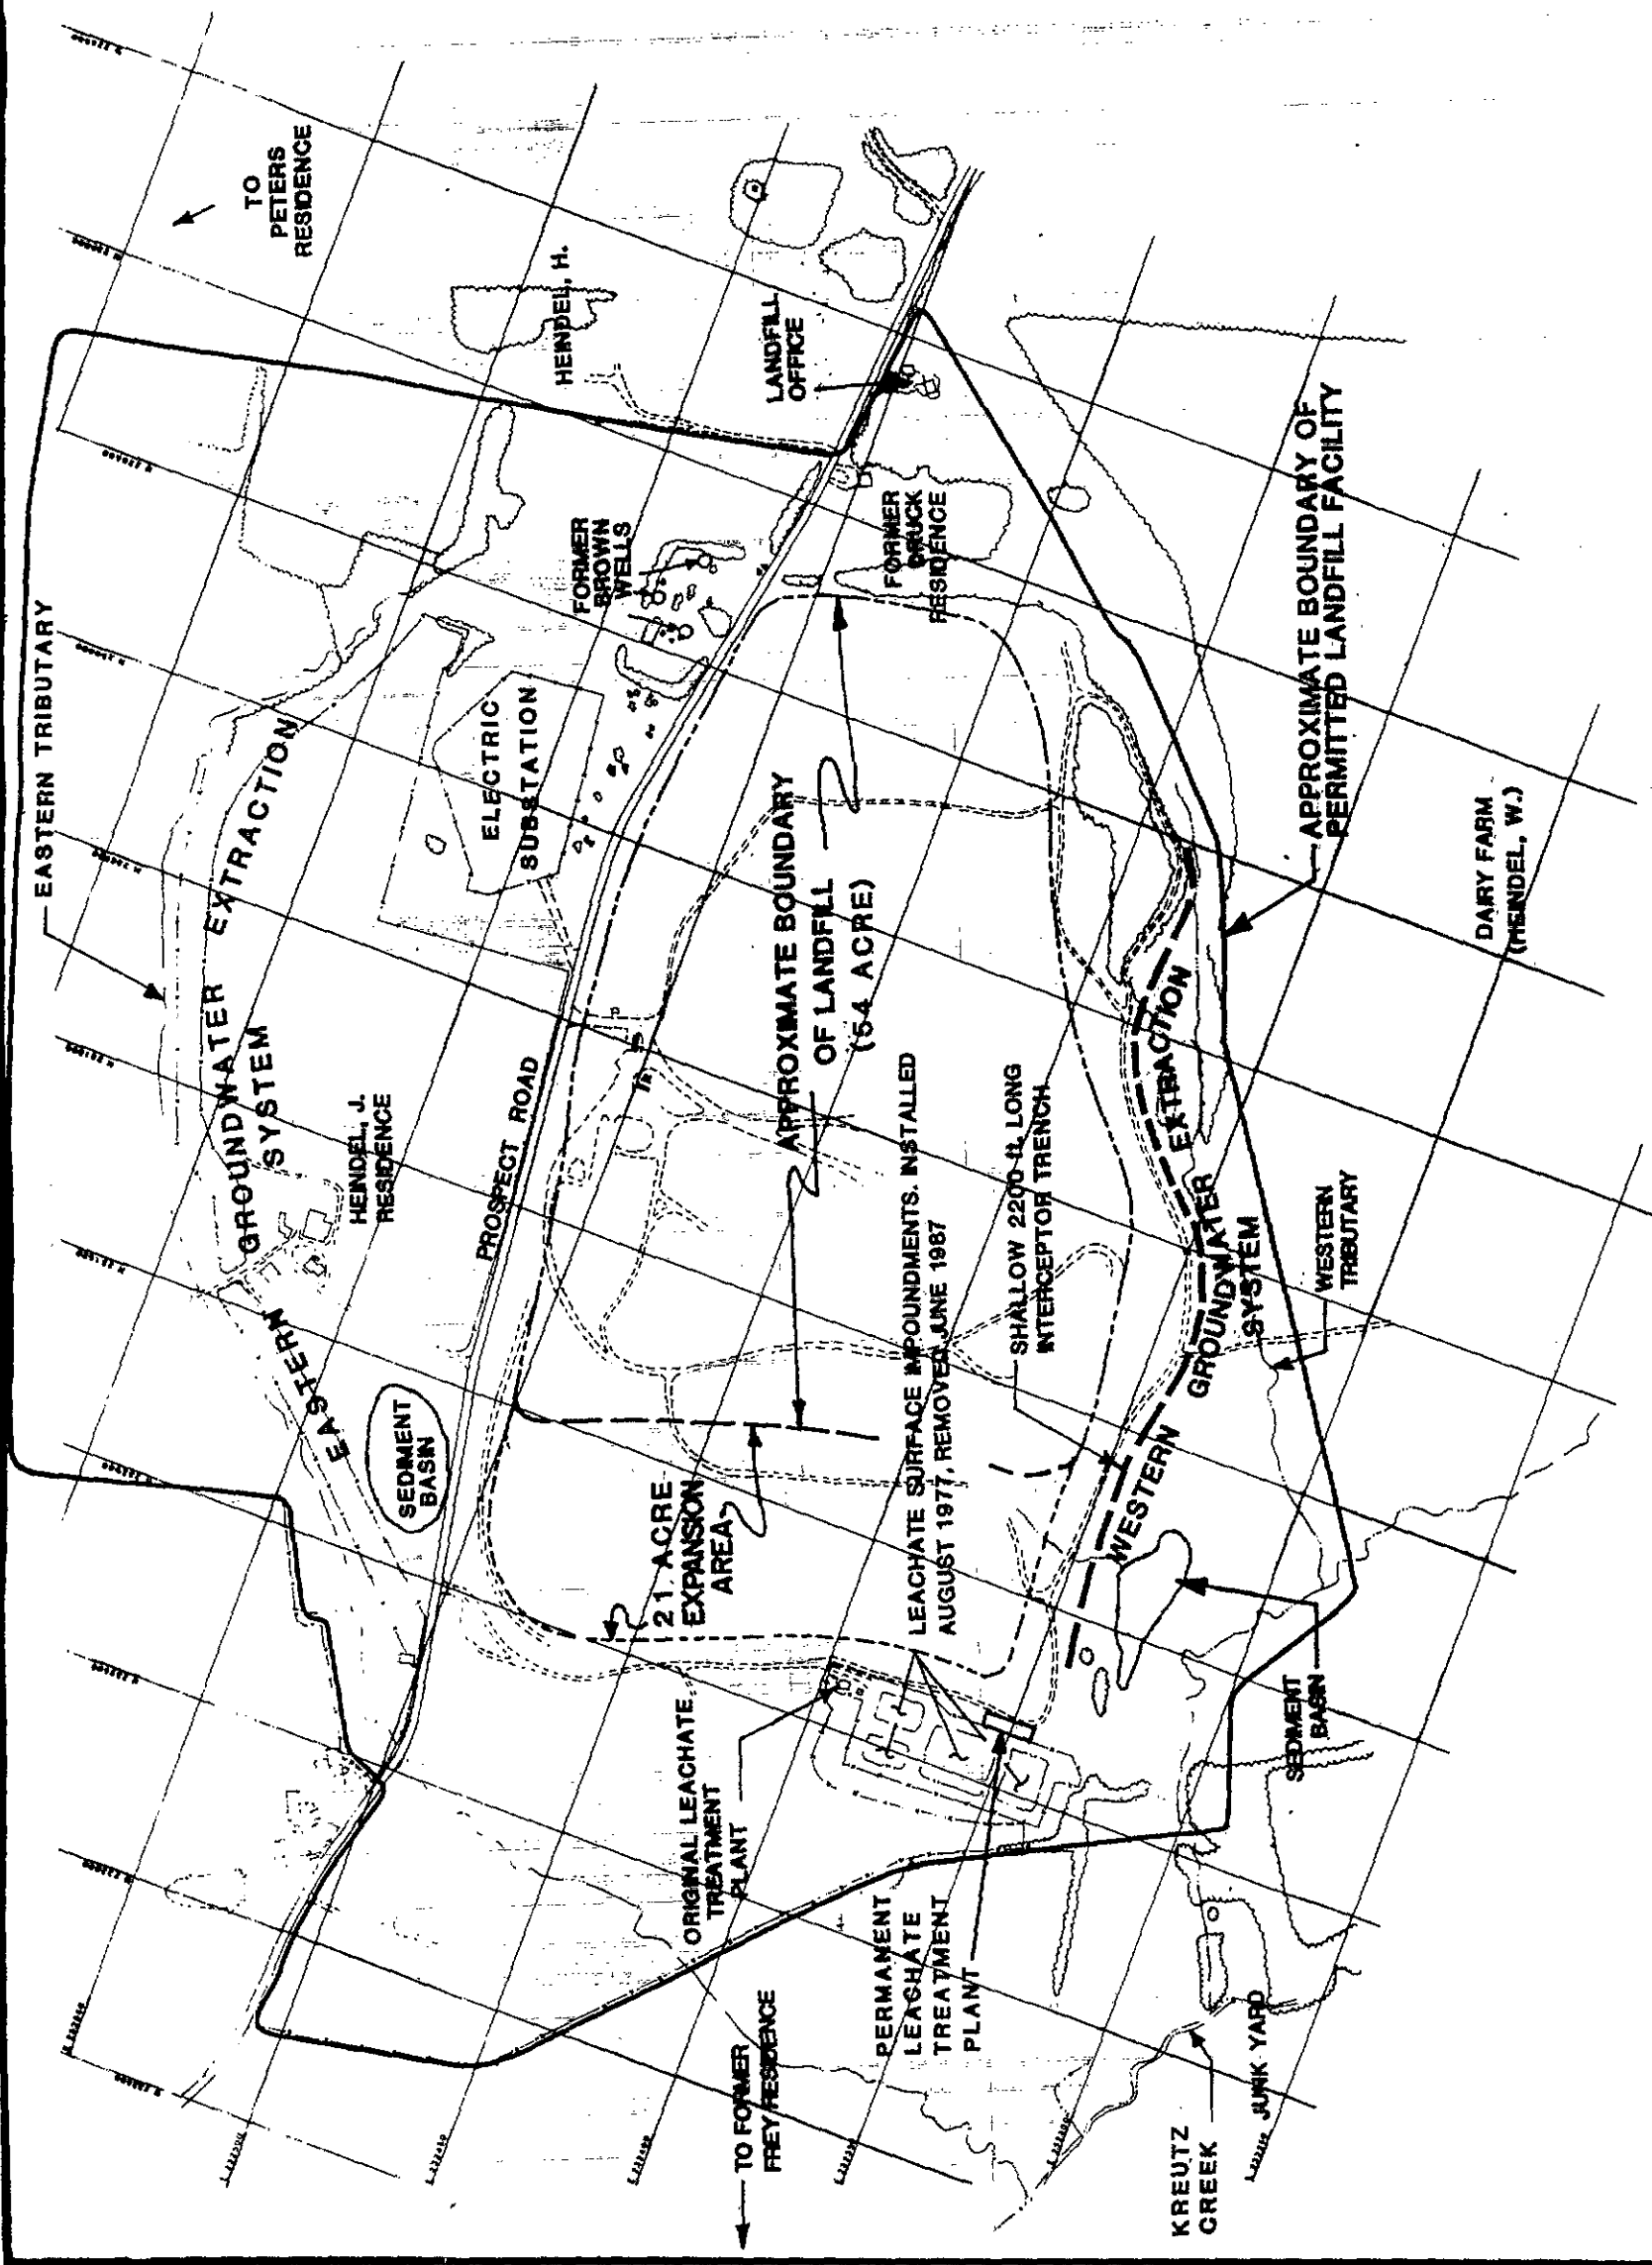 EASTERN TRIBUTARY
TO
PETERS
RESIDENCE
HEINDEL, H.
LANDFILL
OFFICE
FORMER
BROWN
WELLS
FORMER
DRUCK
RESIDENCE
ELECTRIC
SUBSTATION
EASTERN
GROUNDWATER EXTRACTION
SYSTEM
HEINDEL, J.
RESIDENCE
PROSPECT ROAD
SEDIMENT
BASIN
APPROXIMATE BOUNDARY
OF LANDFILL
(54 ACRE)
21 ACRE
EXPANSION
AREA
LEACHATE SURFACE IMPOUNDMENTS. INSTALLED
AUGUST 1977, REMOVED JUNE 1987
SHALLOW 2200 ft. LONG
INTERCEPTOR TRENCH
WESTERN
GROUNDWATER
EXTRACTION
SYSTEM
WESTERN
TRIBUTARY
APPROXIMATE BOUNDARY OF
PERMITTED LANDFILL FACILITY
DAIRY FARM
(HEINDEL, W.)
ORIGINAL LEACHATE
TREATMENT
PLANT
PERMANENT
LEACHATE
TREATMENT
PLANT
SEDIMENT
BASIN
TO FORMER
FREY RESIDENCE
KREUTZ
CREEK
JUNK YARD